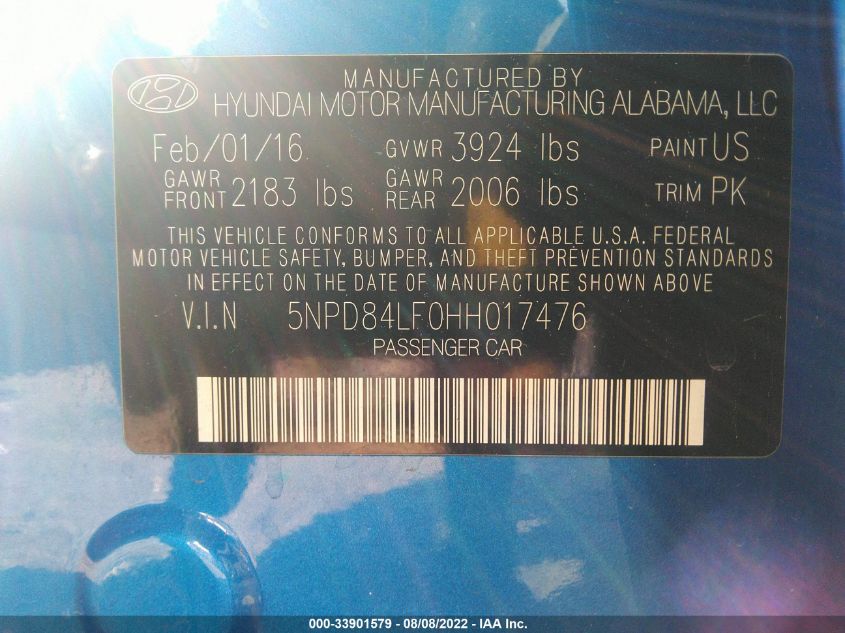 MANUFACTURED BY
HYUNDAI MOTOR MANUFACTURING ALABAMA, LLC
Feb/01/16 GVWR 3924 lbs PAINT US
GAWR FRONT 2183 lbs GAWR REAR 2006 lbs TRIM PK
THIS VEHICLE CONFORMS TO ALL APPLICABLE U.S.A. FEDERAL
MOTOR VEHICLE SAFETY, BUMPER, AND THEFT PREVENTION STANDARDS
IN EFFECT ON THE DATE OF MANUFACTURE SHOWN ABOVE
V.I.N 5NPD84LF0HH017476
PASSENGER CAR
000-33901579 - 08/08/2022 - IAA Inc.